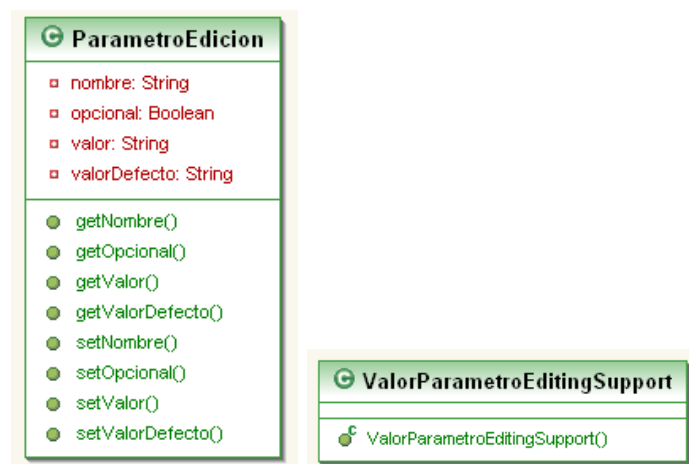 ParametroEdicion
nombre: String
opcional: Boolean
valor: String
valorDefecto: String
getNombre()
getOpcional()
getValor()
getValorDefecto()
setNombre()
setOpcional()
setValor()
setValorDefecto()
ValorParametroEditingSupport
ValorParametroEditingSupport()